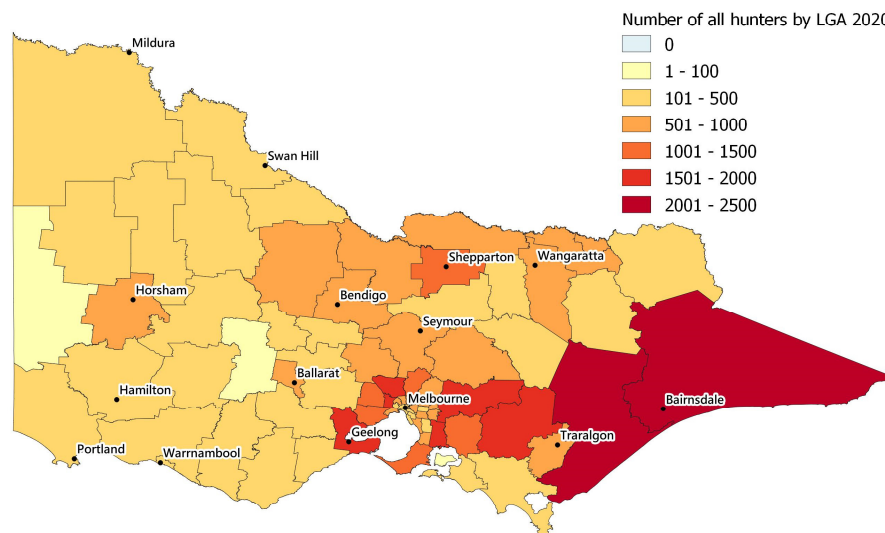 Number of all hunters by LGA 2020
0
1 - 100
101 - 500
501 - 1000
1001 - 1500
1501 - 2000
2001 - 2500
Mildura
Swan Hill
Shepparton
Wangaratta
Horsham
Bendigo
Seymour
Ballarat
Hamilton
Melbourne
Bairnsdale
Geelong
Traralgon
Portland
Warrnambool